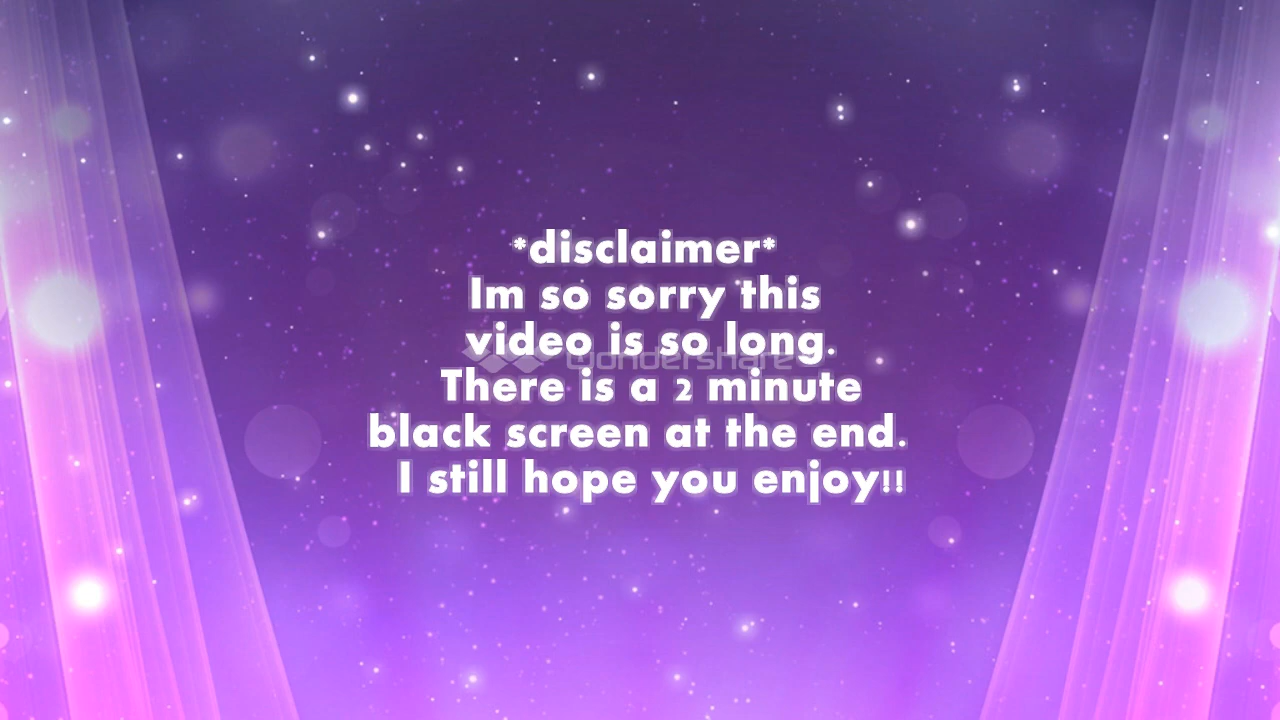 *disclaimer*
Im so sorry this
video is so long.
wondershare
There is a 2 minute
black screen at the end.
I still hope you enjoy!!